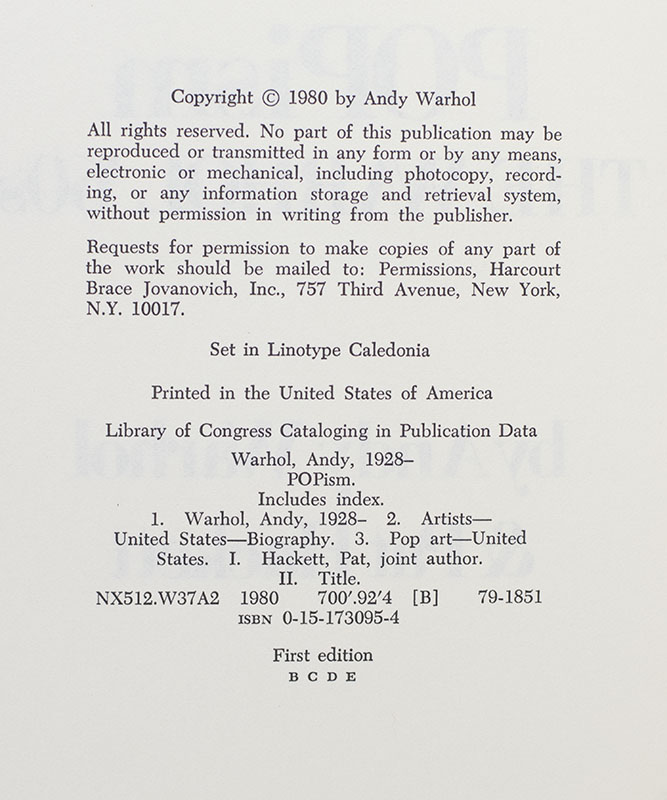 Copyright © 1980 by Andy Warhol
All rights reserved. No part of this publication may be
reproduced or transmitted in any form or by any means,
electronic or mechanical, including photocopy, record-
ing, or any information storage and retrieval system,
without permission in writing from the publisher.
Requests for permission to make copies of any part of
the work should be mailed to: Permissions, Harcourt
Brace Jovanovich, Inc., 757 Third Avenue, New York,
N.Y. 10017.
Set in Linotype Caledonia
Printed in the United States of America
Library of Congress Cataloging in Publication Data
Warhol, Andy, 1928–
POPism.
Includes index.
1. Warhol, Andy, 1928– 2. Artists—
United States—Biography. 3. Pop art—United
States. I. Hackett, Pat, joint author.
II. Title.
NX512.W37A2 1980 700′.92′4 [B] 79-1851
ISBN 0-15-173095-4
First edition
B C D E